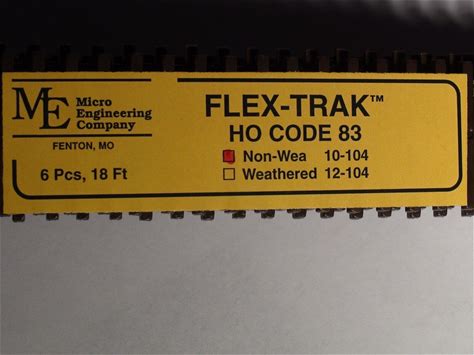 ME Micro
Engineering
Company
FENTON, MO
6 Pcs, 18 Ft
FLEX-TRAK™
HO CODE 83
Non-Wea 10-104
Weathered 12-104